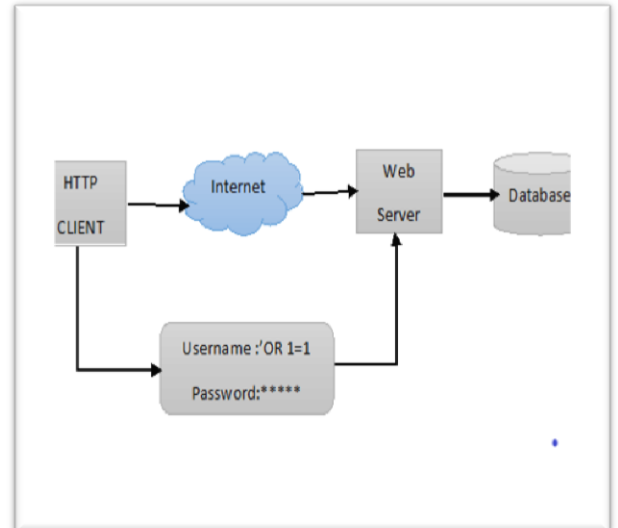 HTTP
CLIENT
Internet
Web
Server
Database
Username :'OR 1=1
Password:*****